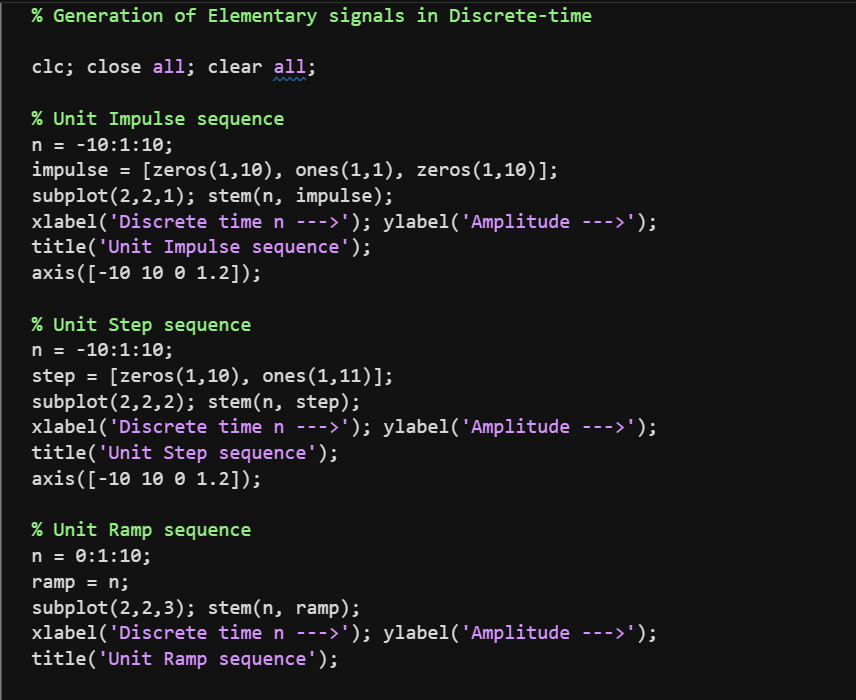 % Generation of Elementary signals in Discrete-time
clc; close all; clear all;
% Unit Impulse sequence
n = -10:1:10;
impulse = [zeros(1,10), ones(1,1), zeros(1,10)];
subplot(2,2,1); stem(n, impulse);
xlabel('Discrete time n --->'); ylabel('Amplitude --->');
title('Unit Impulse sequence');
axis([-10 10 0 1.2]);
% Unit Step sequence
n = -10:1:10;
step = [zeros(1,10), ones(1,11)];
subplot(2,2,2); stem(n, step);
xlabel('Discrete time n --->'); ylabel('Amplitude --->');
title('Unit Step sequence');
axis([-10 10 0 1.2]);
% Unit Ramp sequence
n = 0:1:10;
ramp = n;
subplot(2,2,3); stem(n, ramp);
xlabel('Discrete time n --->'); ylabel('Amplitude --->');
title('Unit Ramp sequence');